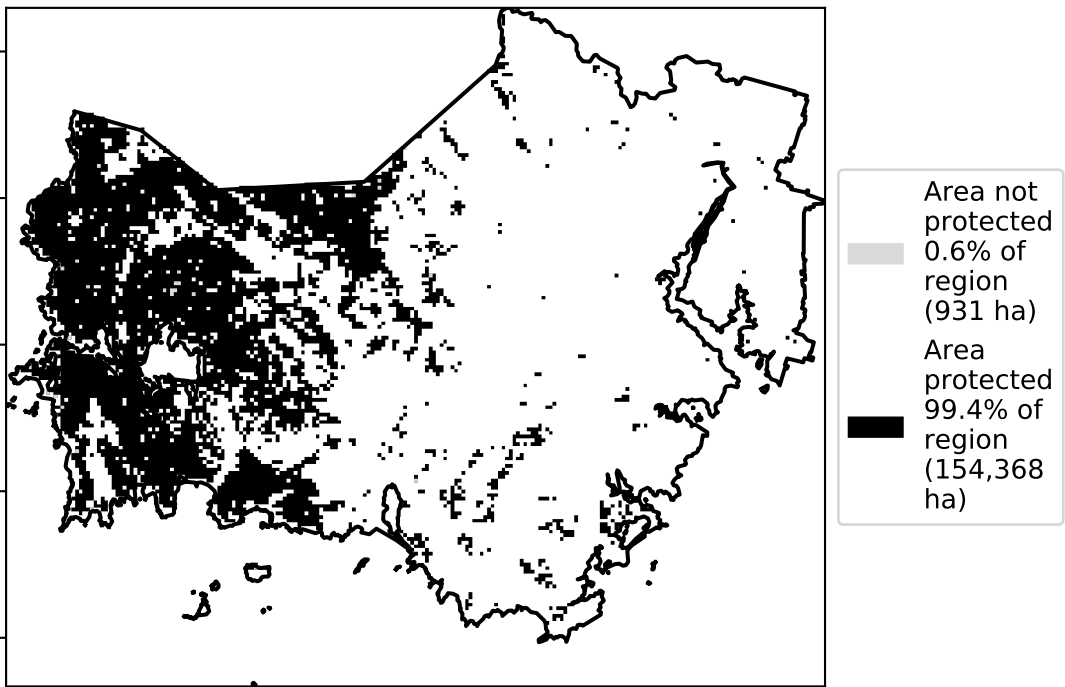 Area not
protected
0.6% of
region
(931 ha)
Area
protected
99.4% of
region
(154,368
ha)